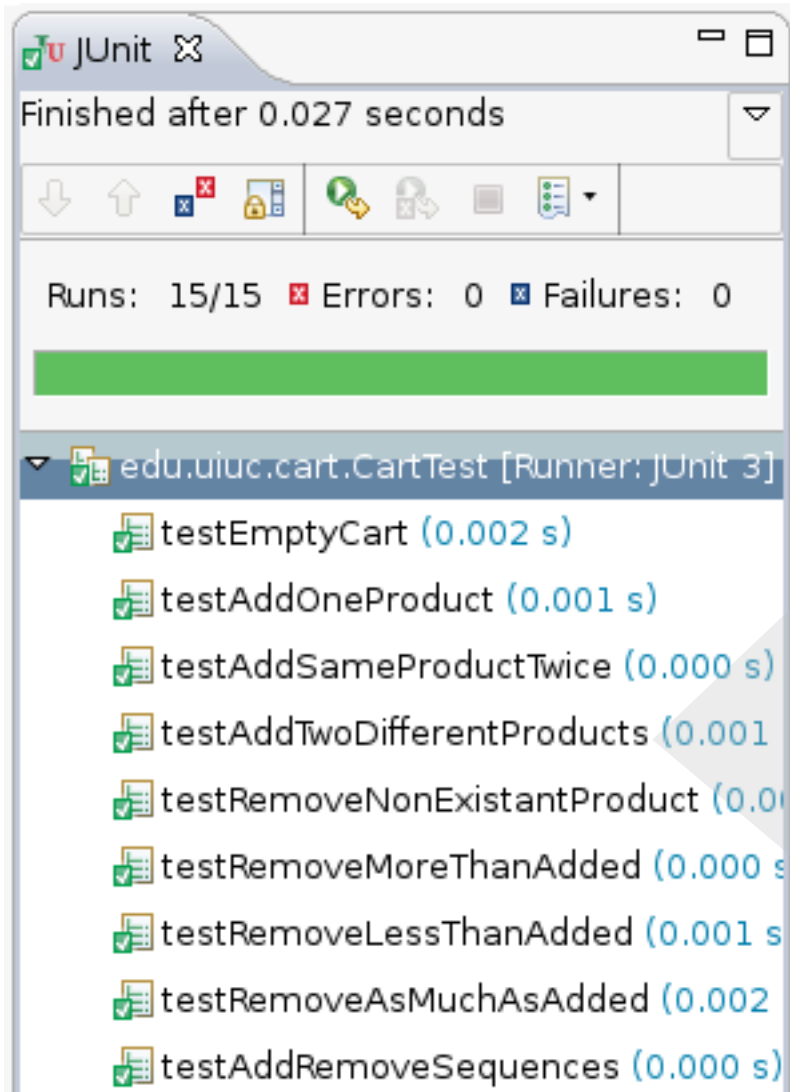 JUnit
Finished after 0.027 seconds
Runs: 15/15 Errors: 0 Failures: 0
edu.uiuc.cart.CartTest [Runner: JUnit 3]
testEmptyCart (0.002 s)
testAddOneProduct (0.001 s)
testAddSameProductTwice (0.000 s)
testAddTwoDifferentProducts (0.001
testRemoveNonExistantProduct (0.0
testRemoveMoreThanAdded (0.000 s
testRemoveLessThanAdded (0.001 s
testRemoveAsMuchAsAdded (0.002
testAddRemoveSequences (0.000 s)